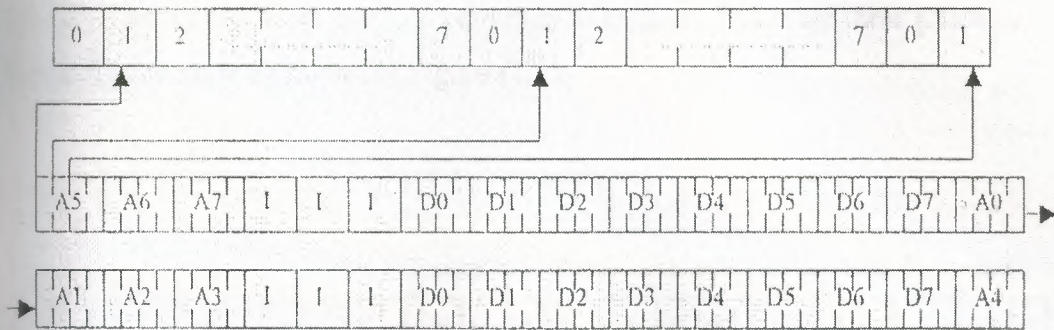 0 1 2 7 0 1 2 7 0 1
A5 A6 A7 I I I D0 D1 D2 D3 D4 D5 D6 D7 A0
A1 A2 A3 I I I D0 D1 D2 D3 D4 D5 D6 D7 A4